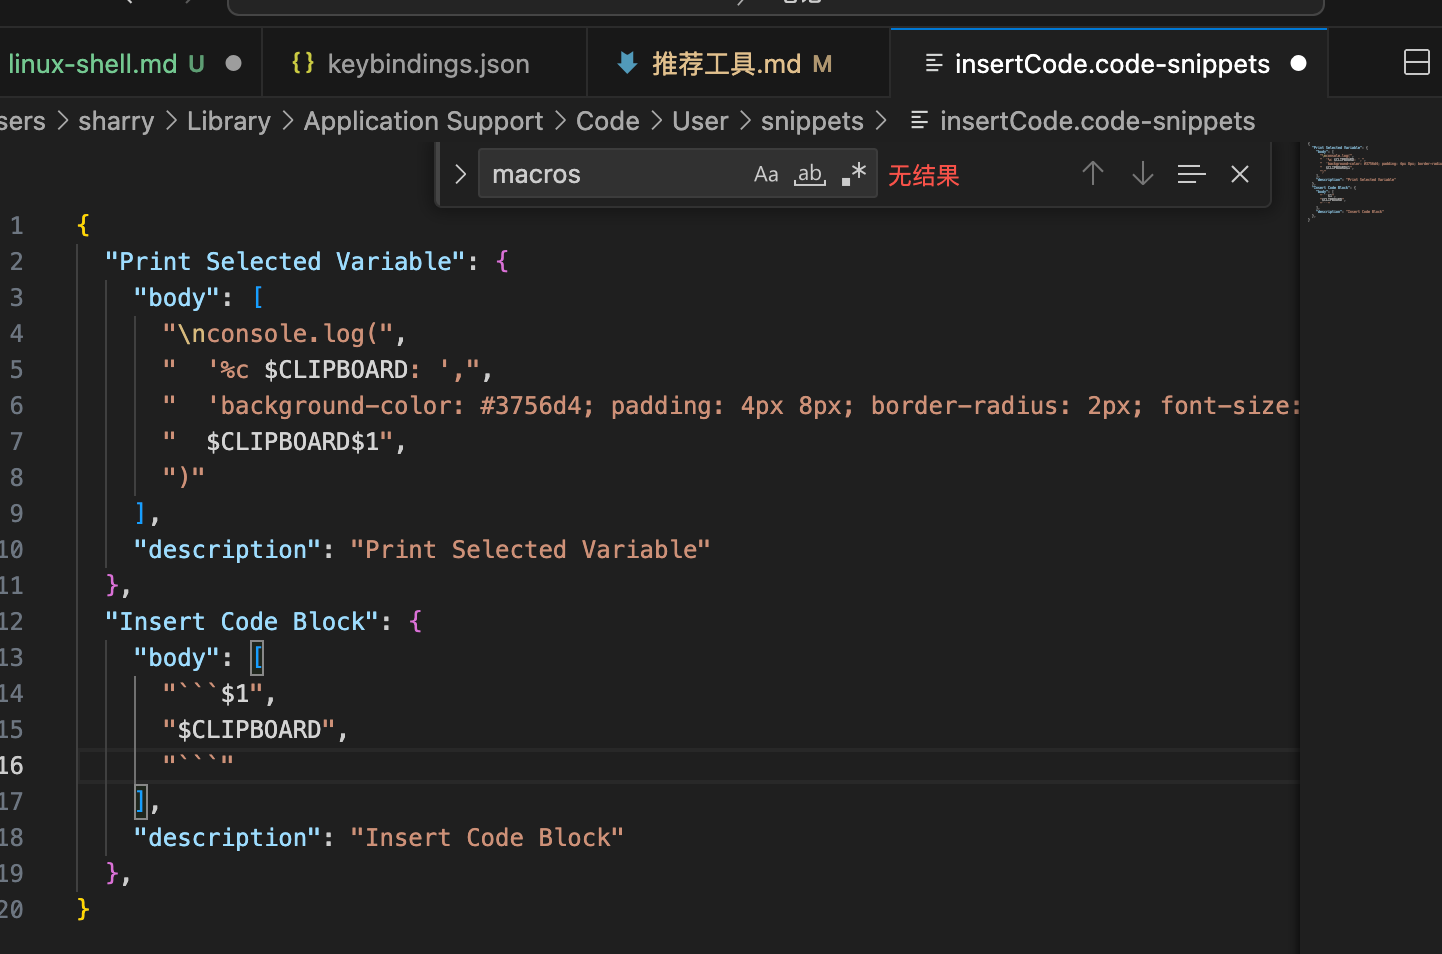 linux-shell.md U
{} keybindings.json
推荐工具.md M
insertCode.code-snippets
sers > sharry > Library > Application Support > Code > User > snippets > insertCode.code-snippets
macros Aa ab .* 无结果
1 {
2 "Print Selected Variable": {
3 "body": [
4 "\nconsole.log(",
5 "  '%c $CLIPBOARD: ',",
6 "  'background-color: #3756d4; padding: 4px 8px; border-radius: 2px; font-size:
7 "  $CLIPBOARD$1",
8 ")"
9 ],
10 "description": "Print Selected Variable"
11 },
12 "Insert Code Block": {
13 "body": [
14 "```$1",
15 "$CLIPBOARD",
16 "```"
17 ],
18 "description": "Insert Code Block"
19 },
20 }